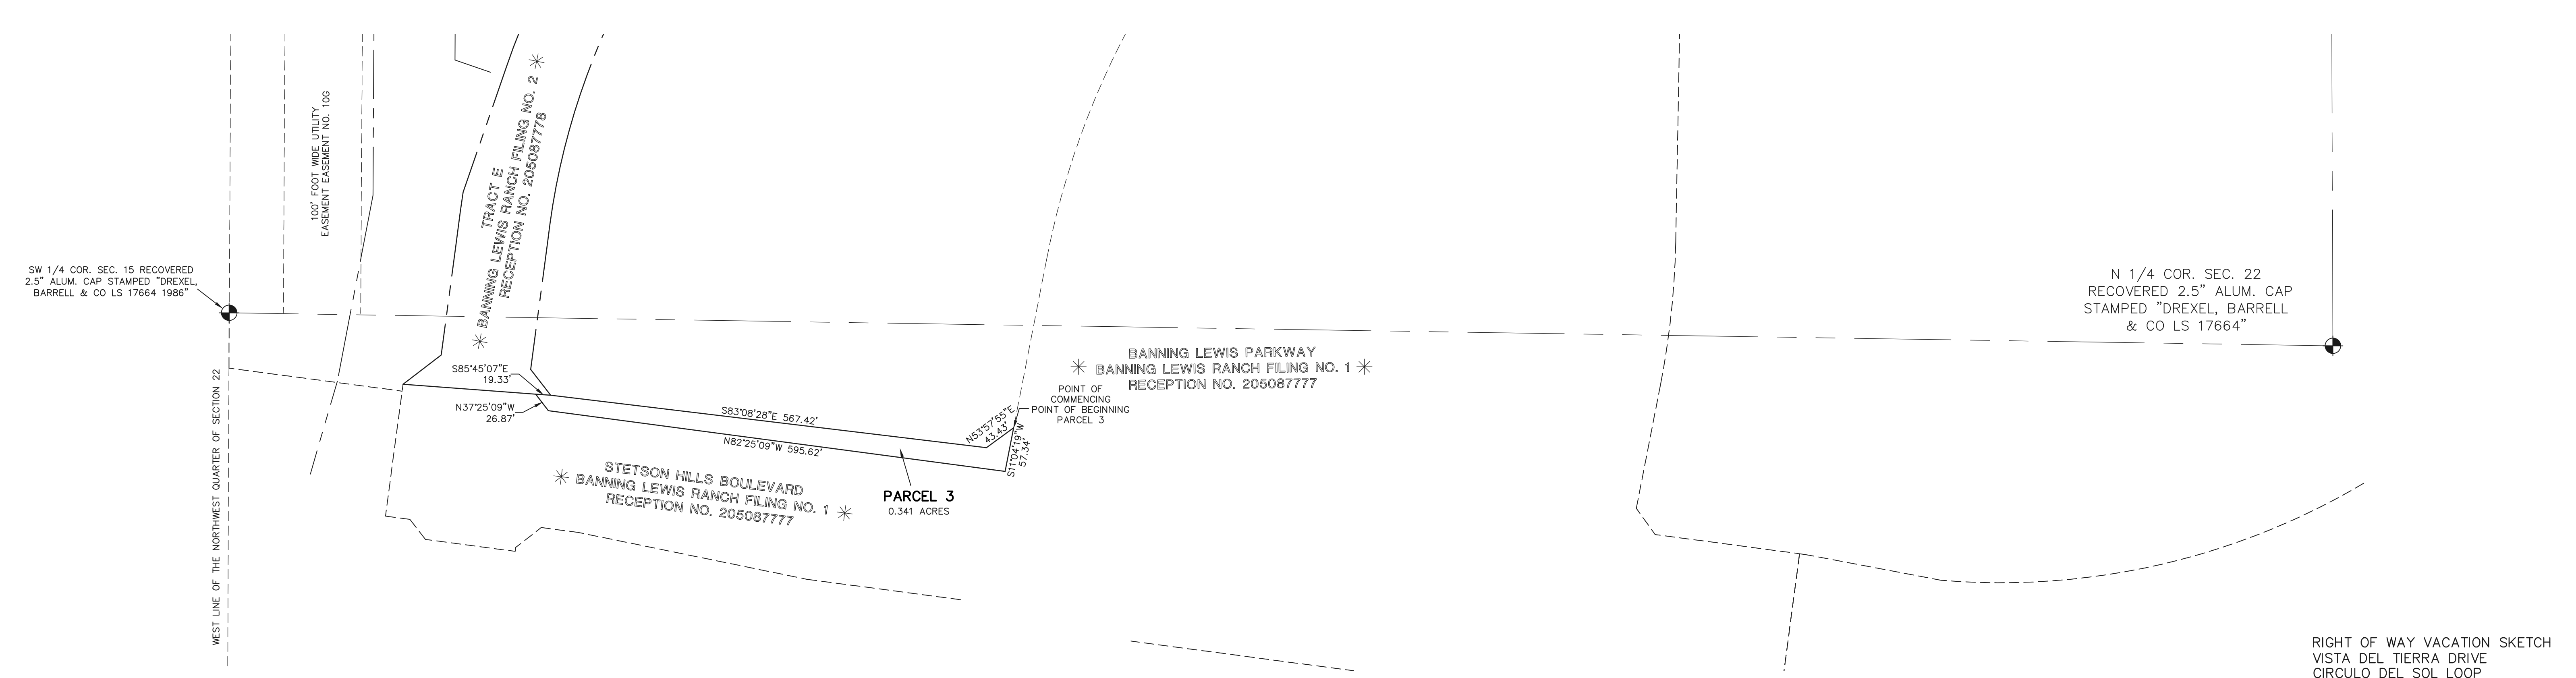 100' FOOT WIDE UTILITY
EASEMENT EASEMENT NO. 10G
TRACT E
BANNING LEWIS RANCH FILING NO. 2
RECEPTION NO. 205087778
SW 1/4 COR. SEC. 15 RECOVERED
2.5" ALUM. CAP STAMPED "DREXEL,
BARRELL & CO LS 17664 1986"
N 1/4 COR. SEC. 22
RECOVERED 2.5" ALUM. CAP
STAMPED "DREXEL, BARRELL
& CO LS 17664"
BANNING LEWIS PARKWAY
BANNING LEWIS RANCH FILING NO. 1
RECEPTION NO. 205087777
POINT OF
COMMENCING
POINT OF BEGINNING
PARCEL 3
S85°45'07"E
19.33'
N37°25'09"W
26.87'
S83°08'28"E 567.42'
N82°25'09"W 595.62'
N53°57'55"E
43.43'
S11°04'19"W
57.34'
STETSON HILLS BOULEVARD
BANNING LEWIS RANCH FILING NO. 1
RECEPTION NO. 205087777
PARCEL 3
0.341 ACRES
WEST LINE OF THE NORTHWEST QUARTER OF SECTION 22
RIGHT OF WAY VACATION SKETCH
VISTA DEL TIERRA DRIVE
CIRCULO DEL SOL LOOP